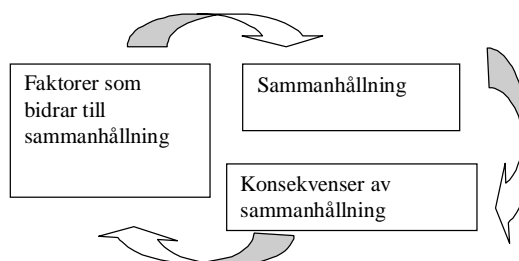 Faktorer som
bidrar till
sammanhållning
Sammanhållning
Konsekvenser av
sammanhållning